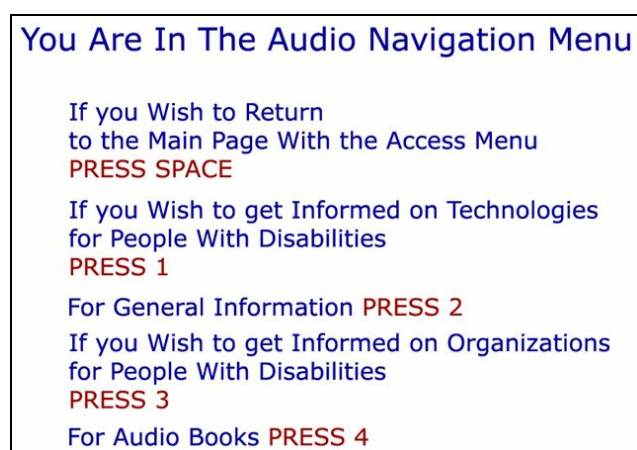 You Are In The Audio Navigation Menu
If you Wish to Return
to the Main Page With the Access Menu
PRESS SPACE
If you Wish to get Informed on Technologies
for People With Disabilities
PRESS 1
For General Information PRESS 2
If you Wish to get Informed on Organizations
for People With Disabilities
PRESS 3
For Audio Books PRESS 4